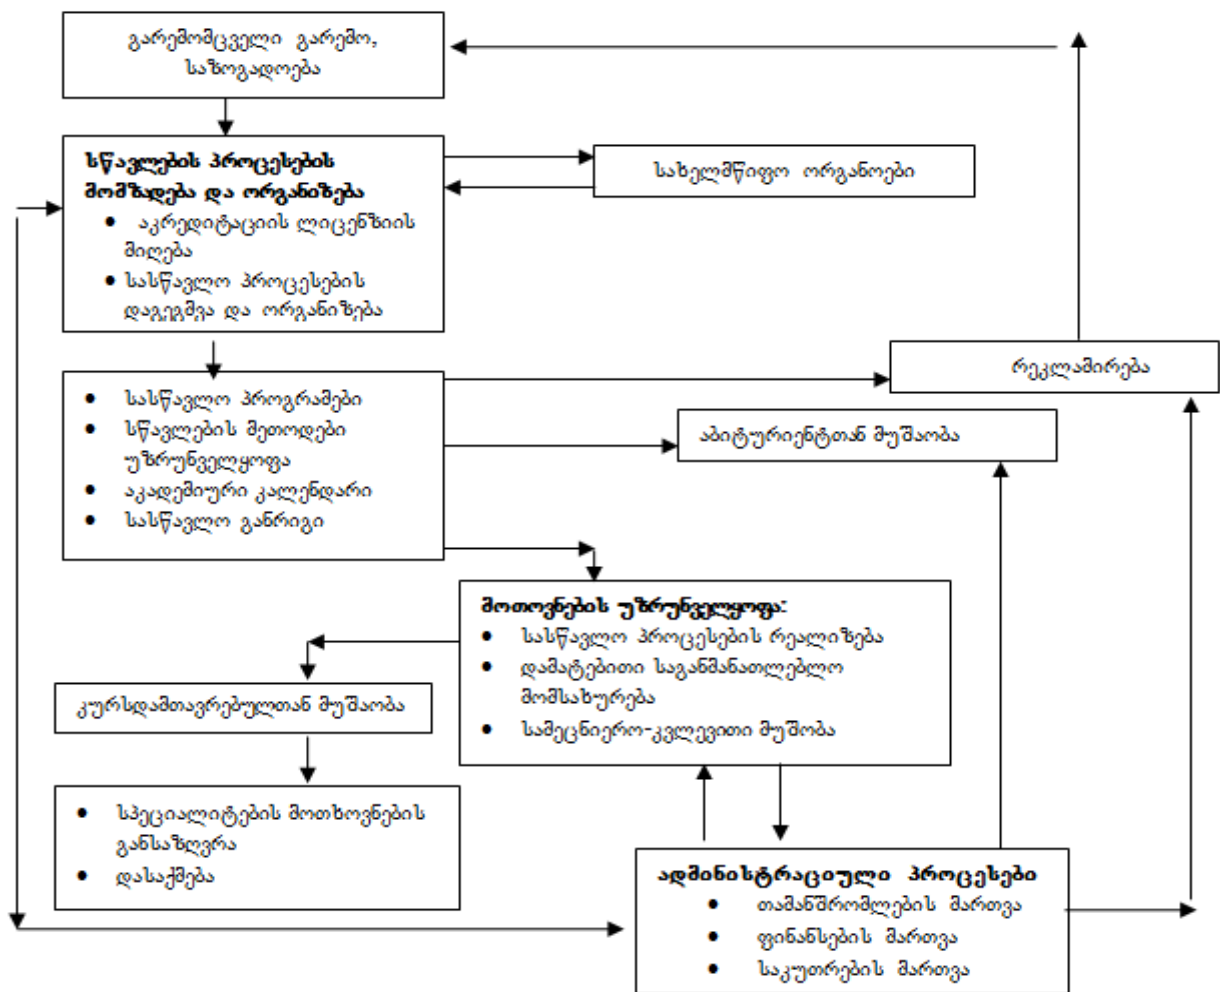 გარემომცველი გარემო,
საზოგადოება
სწავლების პროცესების
მომზადება და ორგანიზება
• აკრედიტაციის ლიცენზიის
მიღება
• სასწავლო პროცესების
დაგეგმვა და ორგანიზება
სახელმწიფო ორგანოები
რეკლამირება
• სასწავლო პროგრამები
• სწავლების მეთოდები
უზრუნველყოფა
• აკადემიური კალენდარი
• სასწავლო განრიგი
აბიტურიენტთან მუშაობა
მოთოვნების უზრუნველყოფა:
• სასწავლო პროცესების რეალიზება
• დამატებითი საგანმანათლებლო
მომსახურება
• სამეცნიერო-კვლევითი მუშობა
კურსდამთავრებულთან მუშაობა
• სპეციალიტების მოთხოვნების
განსაზღვრა
• დასაქმება
ადმინისტრაციული პროცესები
• თამანშრომლების მართვა
• ფინანსების მართვა
• საკუთრების მართვა